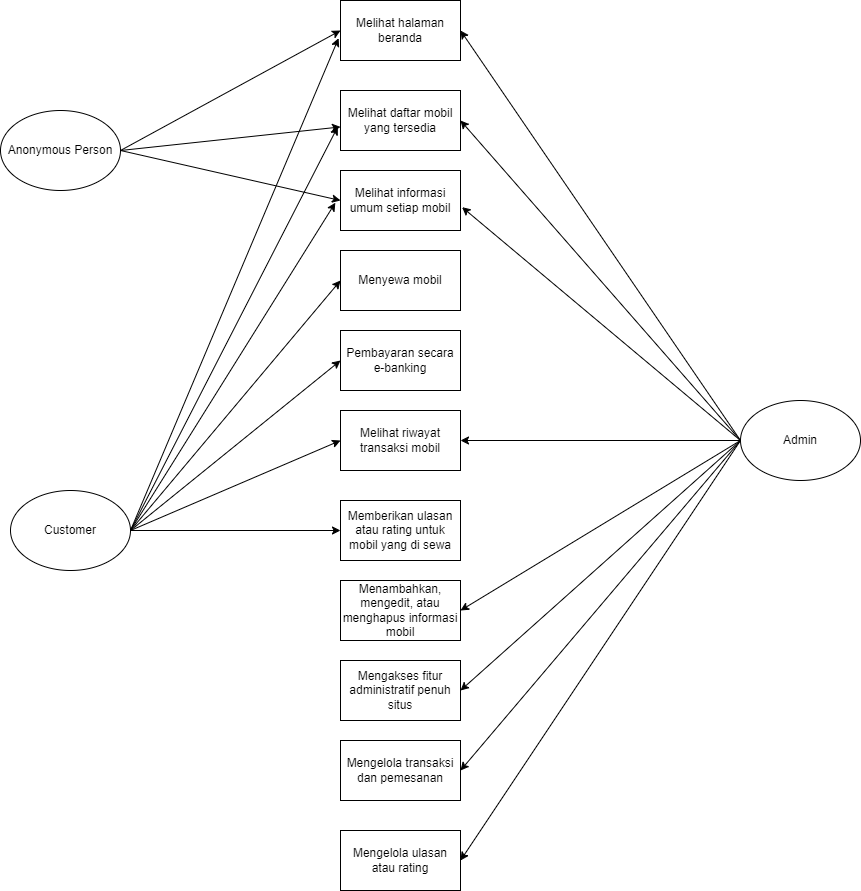 Melihat halaman
beranda
Anonymous Person
Melihat daftar mobil
yang tersedia
Melihat informasi
umum setiap mobil
Menyewa mobil
Pembayaran secara
e-banking
Melihat riwayat
transaksi mobil
Admin
Customer
Memberikan ulasan
atau rating untuk
mobil yang di sewa
Menambahkan,
mengedit, atau
menghapus informasi
mobil
Mengakses fitur
administratif penuh
situs
Mengelola transaksi
dan pemesanan
Mengelola ulasan
atau rating